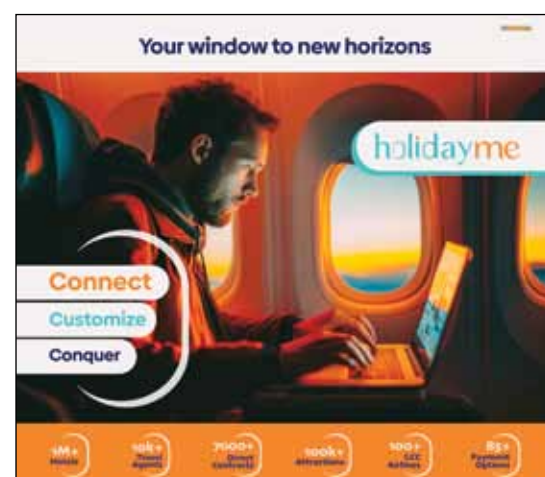 Your window to new horizons
holidayme
Connect
Customize
Conquer
1M+
Hotels
10k+
Travel
Agents
7000+
Direct
Contracts
100k+
Attractions
100+
LCC
Airlines
85+
Payment
Options